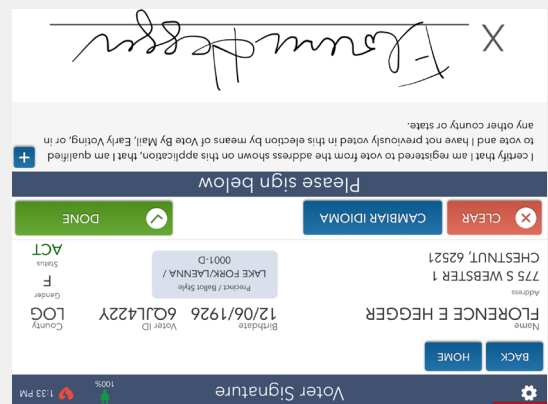 Voter Signature
100%
1:33 PM
BACK
HOME
Name
FLORENCE E HEGGER
Birthdate
12/06/1926
Voter ID
6QJL422Y
County
LOG
Address
775 S WEBSTER 1
CHESTNUT, 62521
Precinct / Ballot Style
LAKE FORK/LAENNA /
0001-D
Gender
F
Status
ACT
CLEAR
CAMBIAR IDIOMA
DONE
Please sign below
I certify that I am registered to vote from the address shown on this application, that I am qualified
to vote and I have not previously voted in this election by means of Vote By Mail, Early Voting, or in
any other county or state.
+
X